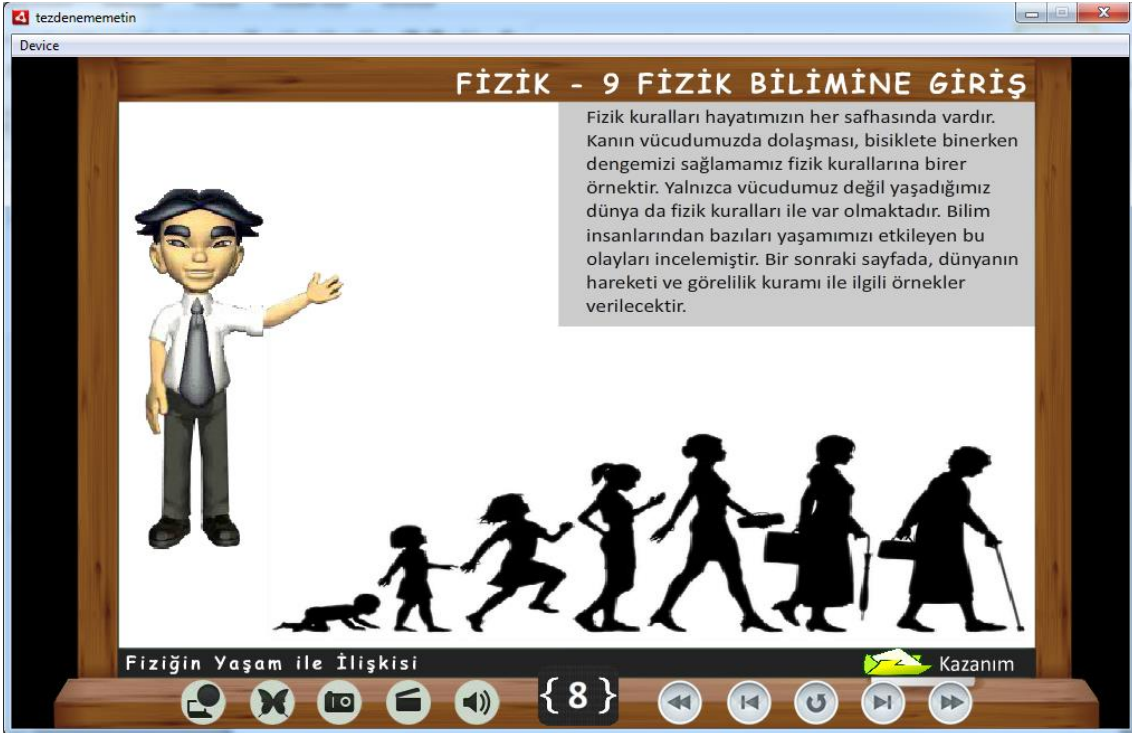 tezdenememetin
Device
FİZİK - 9 FİZİK BİLİMİNE GİRİŞ
Fizik kuralları hayatımızın her safhasında vardır.
Kanın vücudumuzda dolaşması, bisiklete binerken
dengemizi sağlamamız fizik kurallarına birer
örnektir. Yalnızca vücudumuz değil yaşadığımız
dünya da fizik kuralları ile var olmaktadır. Bilim
insanlarından bazıları yaşamımızı etkileyen bu
olayları incelemiştir. Bir sonraki sayfada, dünyanın
hareketi ve görelilik kuramı ile ilgili örnekler
verilecektir.
Fiziğin Yaşam ile İlişkisi
Kazanım
{8}